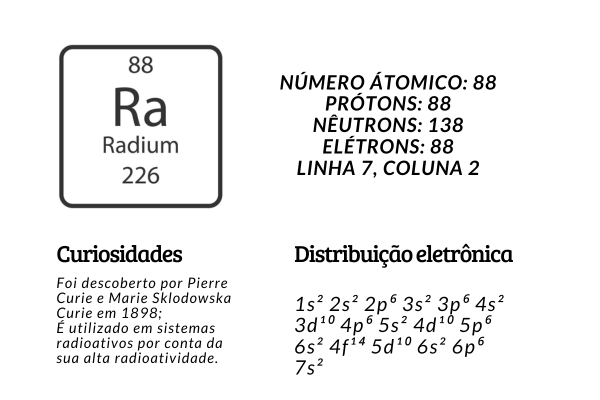 88
Ra
Radium
226
NÚMERO ÁTOMICO: 88
PRÓTONS: 88
NÊUTRONS: 138
ELÉTRONS: 88
LINHA 7, COLUNA 2
Curiosidades
Foi descoberto por Pierre
Curie e Marie Sklodowska
Curie em 1898;
É utilizado em sistemas
radioativos por conta da
sua alta radioatividade.
Distribuição eletrônica
1s² 2s² 2p⁶ 3s² 3p⁶ 4s²
3d¹⁰ 4p⁶ 5s² 4d¹⁰ 5p⁶
6s² 4f¹⁴ 5d¹⁰ 6s² 6p⁶
7s²